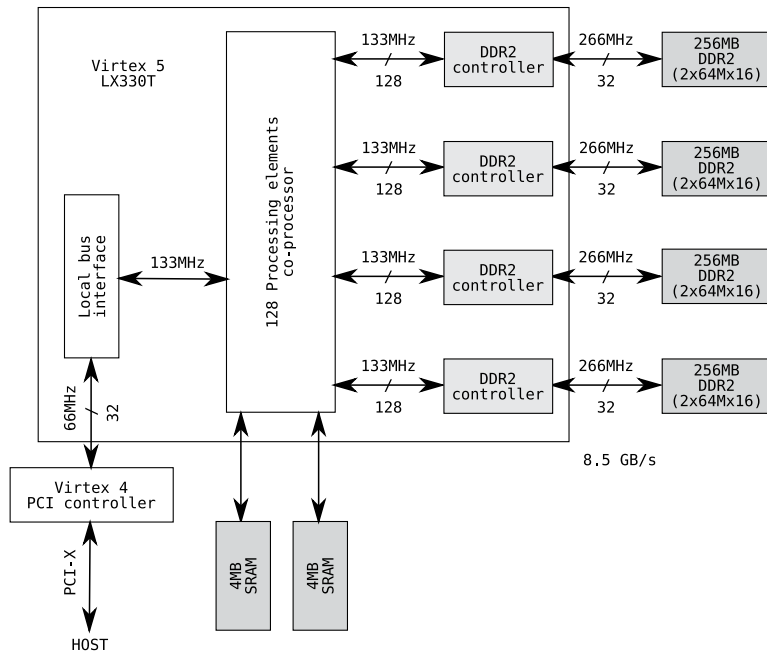 Virtex 5
LX330T
128 Processing elements
co-processor
133MHz
128
DDR2
controller
266MHz
32
256MB
DDR2
(2x64Mx16)
133MHz
128
DDR2
controller
266MHz
32
256MB
DDR2
(2x64Mx16)
Local bus
interface
133MHz
133MHz
128
DDR2
controller
266MHz
32
256MB
DDR2
(2x64Mx16)
133MHz
128
DDR2
controller
266MHz
32
256MB
DDR2
(2x64Mx16)
66MHz
32
8.5 GB/s
Virtex 4
PCI controller
PCI-X
HOST
4MB
SRAM
4MB
SRAM